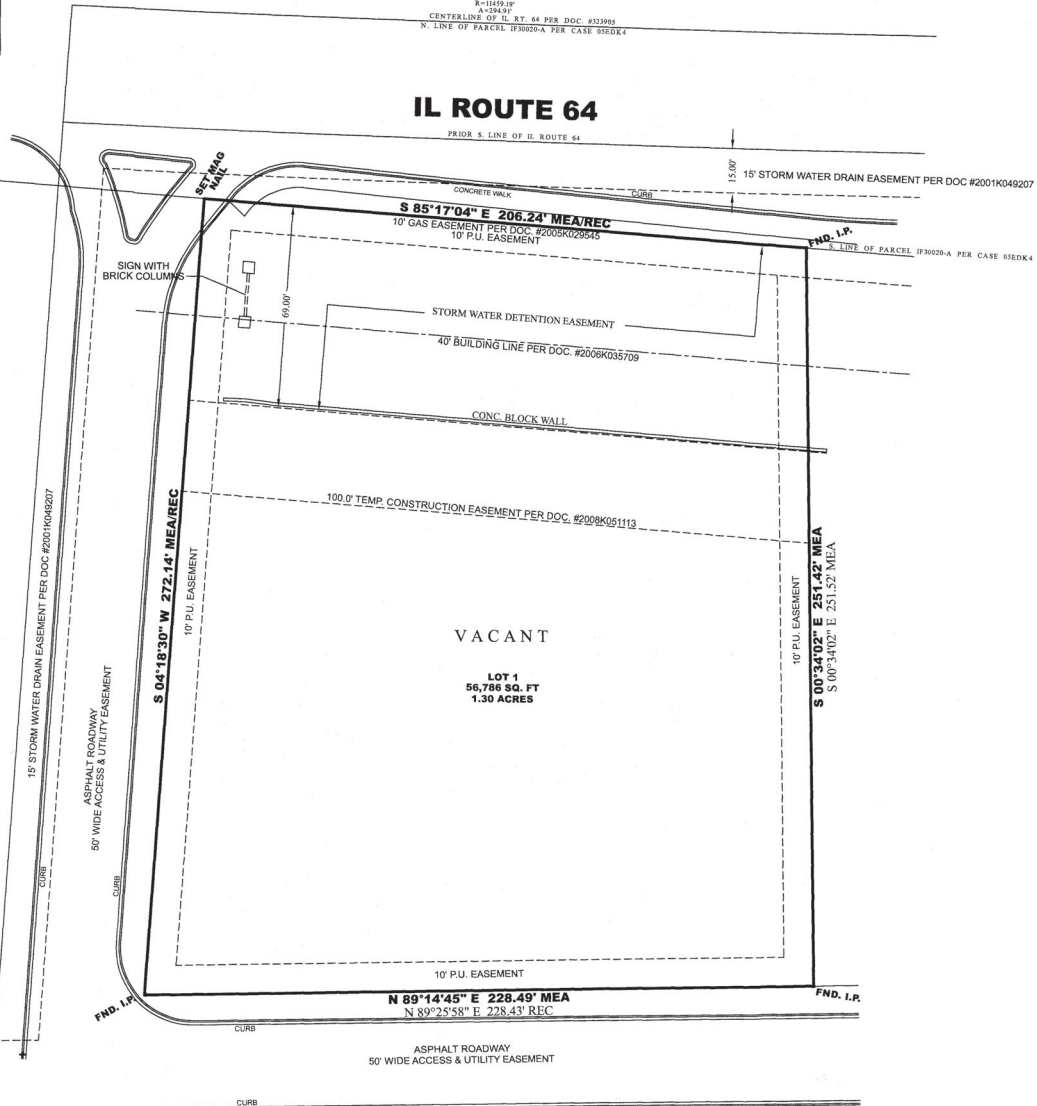 R=11459.19'
A=294.91'
CENTERLINE OF IL RT. 64 PER DOC. #323905
N. LINE OF PARCEL IF30020-A PER CASE 05EDK4
IL ROUTE 64
PRIOR S. LINE OF IL ROUTE 64
15.00'
15' STORM WATER DRAIN EASEMENT PER DOC #2001K049207
SET MAG
NAIL
CONCRETE WALK
CURB
S 85°17'04" E 206.24' MEA/REC
10' GAS EASEMENT PER DOC. #2005K029545
10' P.U. EASEMENT
FND. I.P.
S. LINE OF PARCEL IF30020-A PER CASE 05EDK4
SIGN WITH
BRICK COLUMNS
69.00'
STORM WATER DETENTION EASEMENT
40' BUILDING LINE PER DOC. #2006K035709
CONC. BLOCK WALL
100.0' TEMP. CONSTRUCTION EASEMENT PER DOC. #2008K051113
15' STORM WATER DRAIN EASEMENT PER DOC #2001K049207
S 04°18'30" W 272.14' MEA/REC
10' P.U. EASEMENT
VACANT
LOT 1
56,786 SQ. FT
1.30 ACRES
10' P.U. EASEMENT
S 00°34'02" E 251.42' MEA
S 00°34'02" E 251.52' MEA
ASPHALT ROADWAY
50' WIDE ACCESS & UTILITY EASEMENT
CURB
CURB
10' P.U. EASEMENT
FND. I.P.
N 89°14'45" E 228.49' MEA
N 89°25'58" E 228.43' REC
FND. I.P.
CURB
ASPHALT ROADWAY
50' WIDE ACCESS & UTILITY EASEMENT
CURB